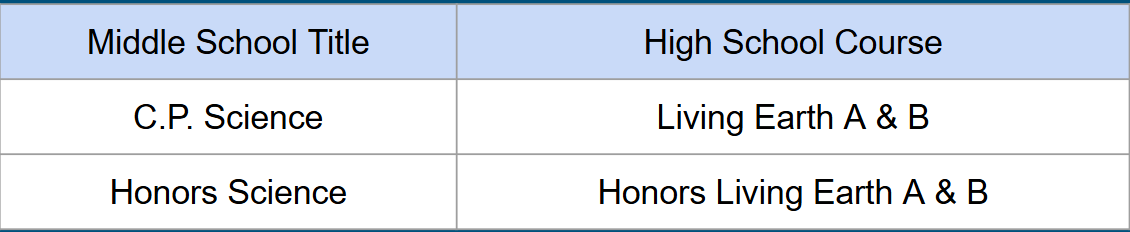 Middle School Title High School Course
C.P. Science Living Earth A & B
Honors Science Honors Living Earth A & B